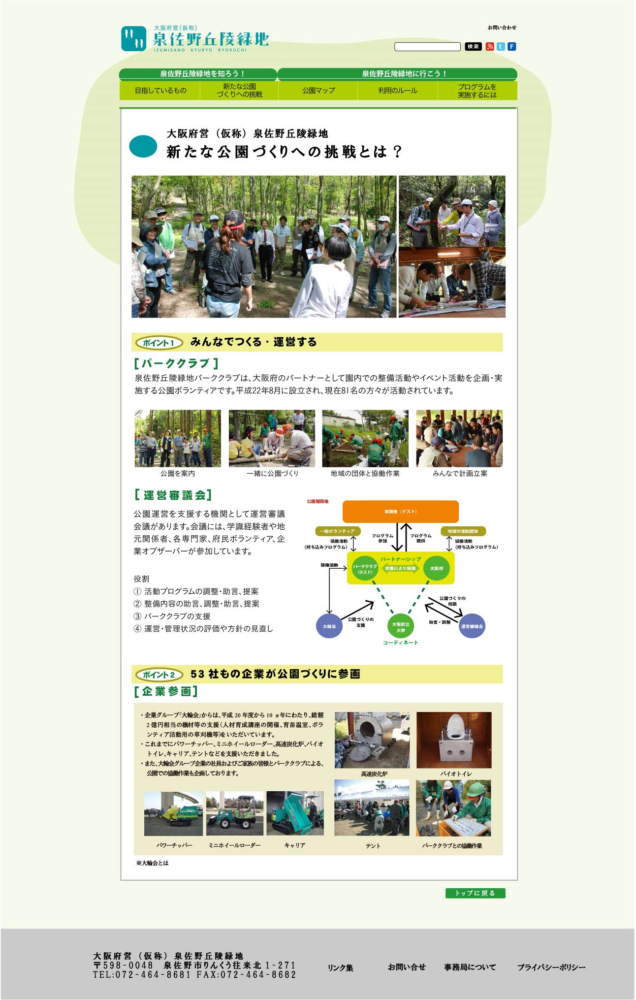 大阪府営(仮称)
泉佐野丘陵緑地
IZUMISANO KYURYO RYOKUCHI
お問い合わせ
検索
t
F
泉佐野丘陵緑地を知ろう！
泉佐野丘陵緑地に行こう！
目指しているもの
新たな公園
づくりへの挑戦
公園マップ
利用のルール
プログラムを
実施するには
大阪府営（仮称）泉佐野丘陵緑地
新たな公園づくりへの挑戦とは？
ポイント1
みんなでつくる・運営する
[パーククラブ]
泉佐野丘陵緑地パーククラブは、大阪府のパートナーとして園内での整備活動やイベント活動を企画・実
施する公園ボランティアです。平成22年8月に設立され、現在81名の方々が活動されています。
公園を案内
一緒に公園づくり
地域の団体と協働作業
みんなで計画立案
[運営審議会]
公園運営を支援する機関として運営審議
会議があります。会議には、学識経験者や地
元関係者、各専門家、府民ボランティア、企
業オブザーバーが参加しています。
役割
① 活動プログラムの調整・助言、提案
② 整備内容の助言、調整・助言、提案
③ パーククラブの支援
④ 運営・管理状況の評価や方針の見直し
公園開設後
来園者（ゲスト）
一般ボランティア
地域の活動団体
プログラム
参加
プログラム
提供
協働活動
（持ち込みプログラム）
協働活動
（持ち込みプログラム）
パートナーシップ
パーククラブ
（ホスト）
覚書により協働
大阪府
協働活動
公園づくりの
相談
公園づくりの
支援
助言・調整
大輪会
大阪府立
大学
運営審議会
コーディネート
ポイント2
53社もの企業が公園づくりに参画
[企業参画]
・企業グループ「大輪会」からは、平成20年度から10ヵ年にわたり、総額
2億円相当の機材等の支援（人材育成講座の開催、育苗温室、ボラ
ンティア活動用の草刈機等）をいただいています。
・これまでにパワーチッパー、ミニホイールローダー、高速炭化炉、バイオ
トイレ、キャリア、テントなどを支援いただきました。
・また、大輪会グループ企業の社員およびご家族の皆様とパーククラブによる、
公園での協働作業も企画しております。
高速炭化炉
バイオトイレ
パワーチッパー
ミニホイールローダー
キャリア
テント
パーククラブとの協働作業
※大輪会とは
トップに戻る
大阪府営（仮称）泉佐野丘陵緑地
〒598-0048 泉佐野市りんくう往来北1-271
TEL:072-464-8681 FAX:072-464-8682
リンク集
お問い合せ
事務局について
プライバシーポリシー